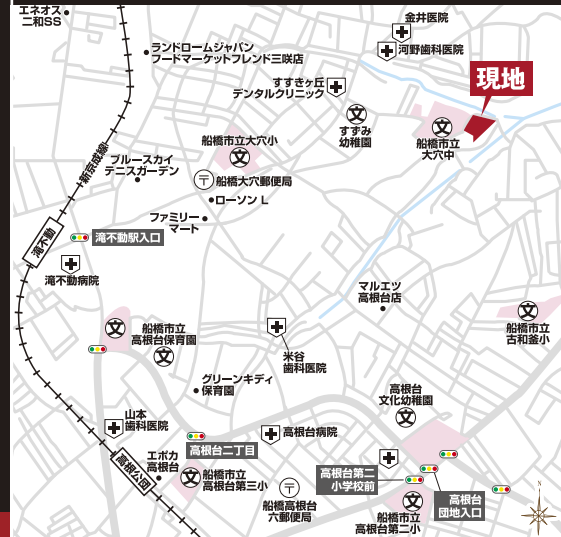 エネオス
二和SS
金井医院
河野歯科医院
ランドロームジャパン
フードマーケットフレンド三咲店
すすきヶ丘
デンタルクリニック
現地
すずみ
幼稚園
文
船橋市立
大穴中
船橋市立大穴小
文
新京成線
ブルースカイ
テニスガーデン
〒
船橋大穴郵便局
ローソン L
ファミリー
マート
滝不動
滝不動駅入口
滝不動病院
マルエツ
高根台店
文
船橋市立
古和釜小
文
文
船橋市立
高根台保育園
米谷
歯科医院
グリーンキディ
保育園
高根台
文化幼稚園
文
山本
歯科医院
高根台二丁目
高根台病院
高根公団
エポカ
高根台
文
船橋市立
高根台第三小
〒
船橋高根台
六郵便局
高根台第二
小学校前
高根台
団地入口
文
船橋市立
高根台第二小
N